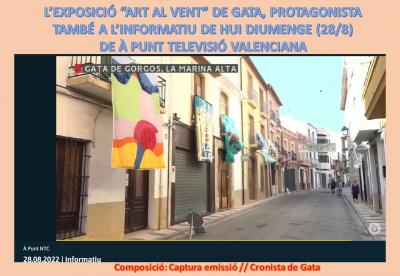 L'EXPOSICIÓ "ART AL VENT" DE GATA, PROTAGONISTA
TAMBÉ A L'INFORMATIU DE HUI DIUMENGE (28/8)
DE À PUNT TELEVISIÓ VALENCIANA
GATA DE GORGOS, LA MARINA ALTA
À Punt NTC
28.08.2022 | Informatiu
Composició: Captura emissió // Cronista de Gata